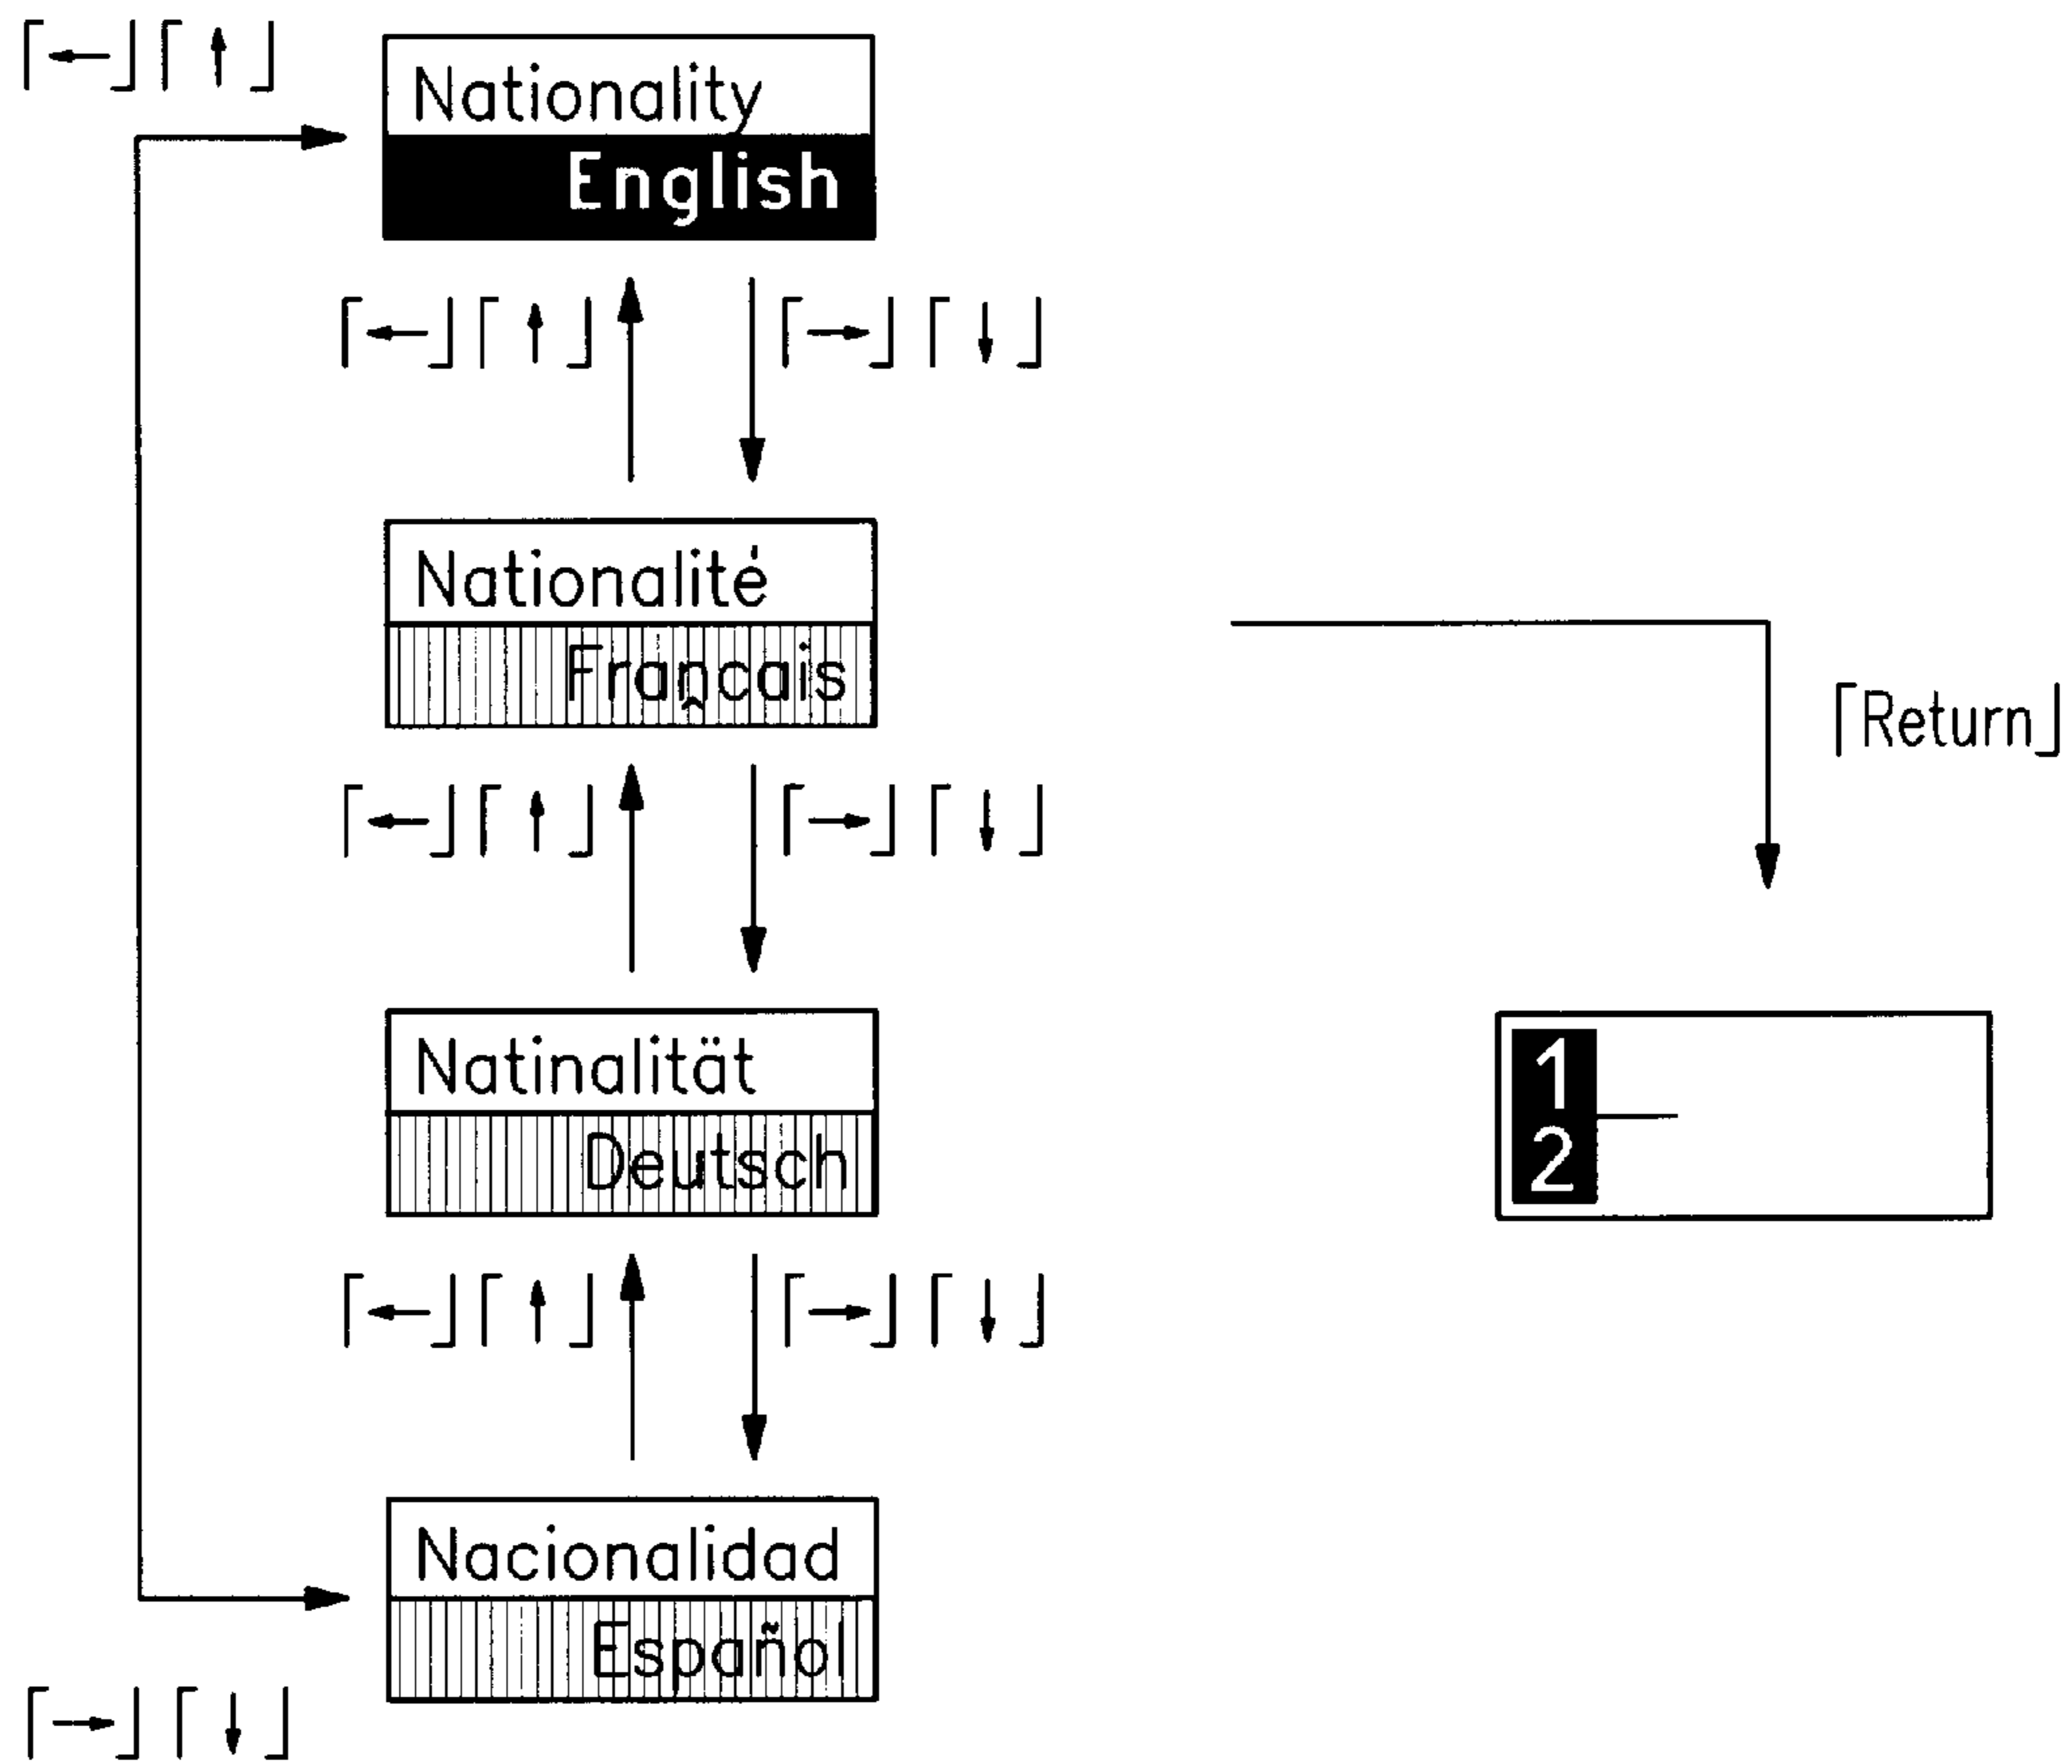 「←」「↑」
Nationality
English
「←」「↑」
「→」「↓」
Nationalité
Français
「Return」
「←」「↑」
「→」「↓」
Natinalität
Deutsch
1
2
「←」「↑」
「→」「↓」
Nacionalidad
Español
「→」「↓」